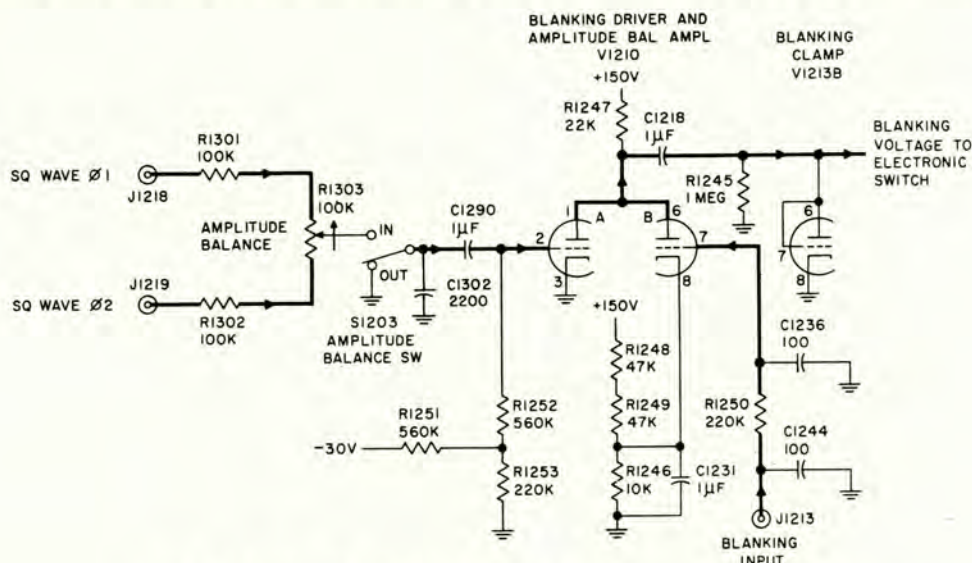 BLANKING DRIVER AND
AMPLITUDE BAL AMPL
V1210
+150V
BLANKING
CLAMP
V1213B
R1247
22K
C1218
1µF
BLANKING
VOLTAGE TO
ELECTRONIC
SWITCH
R1245
1 MEG
R1301
100K
SQ WAVE Ø1
J1218
R1303
100K
AMPLITUDE
BALANCE
IN
OUT
C1290
1µF
1
A
B
6
2
7
3
8
6
7
8
J1219
SQ WAVE Ø2
R1302
100K
C1302
2200
S1203
AMPLITUDE
BALANCE SW
+150V
R1248
47K
C1236
100
R1251
560K
-30V
R1252
560K
R1249
47K
R1250
220K
C1244
100
R1253
220K
R1246
10K
C1231
1µF
J1213
BLANKING
INPUT